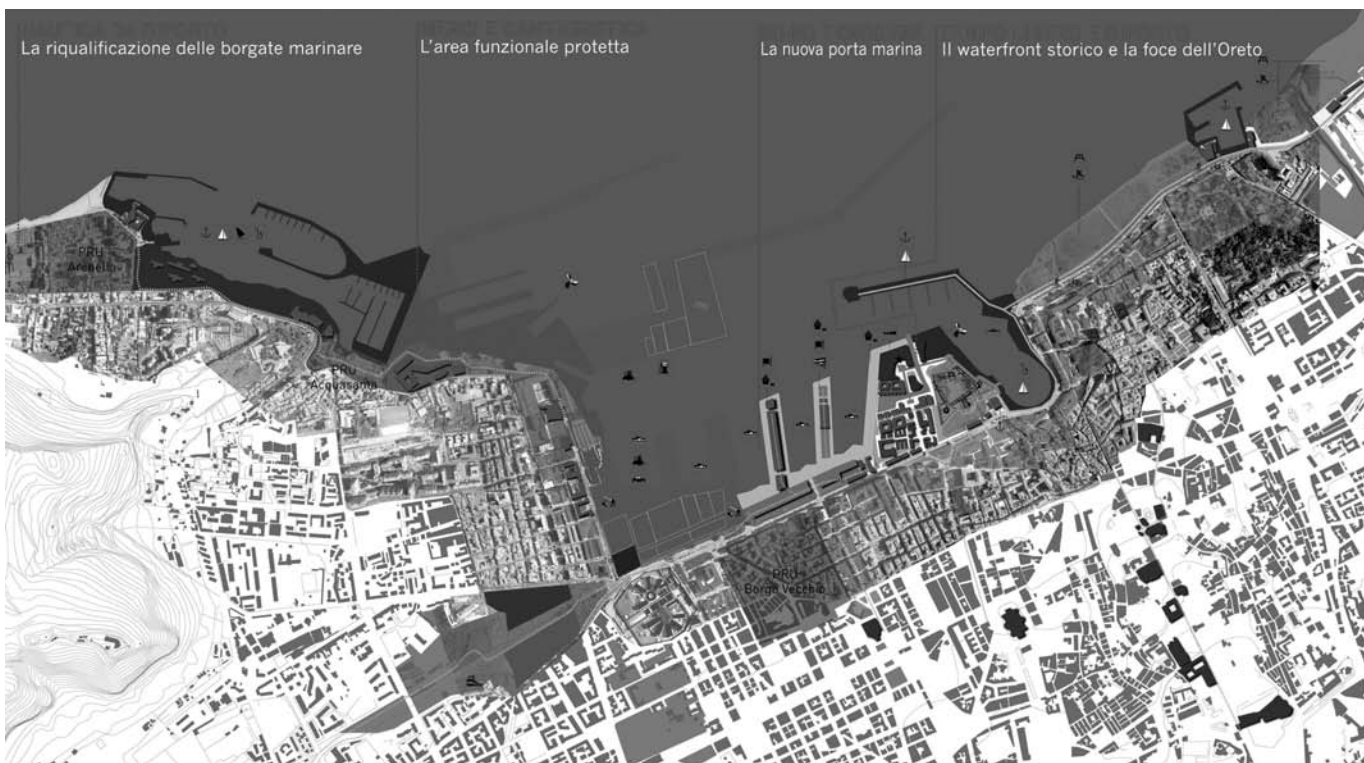 La riqualificazione delle borgate marinare
L'area funzionale protetta
La nuova porta marina
Il waterfront storico e la foce dell'Oreto
PRU
Arenella
PRU
Acquasanta
PRU
Borgo Vecchio